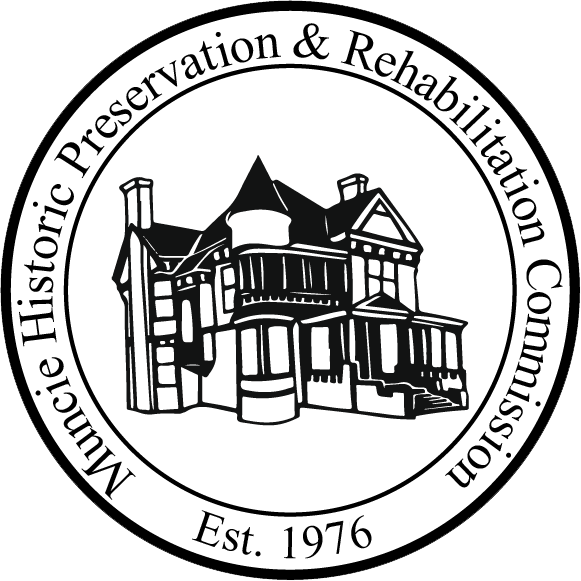 Muncie Historic Preservation & Rehabilitation Commission
Est. 1976